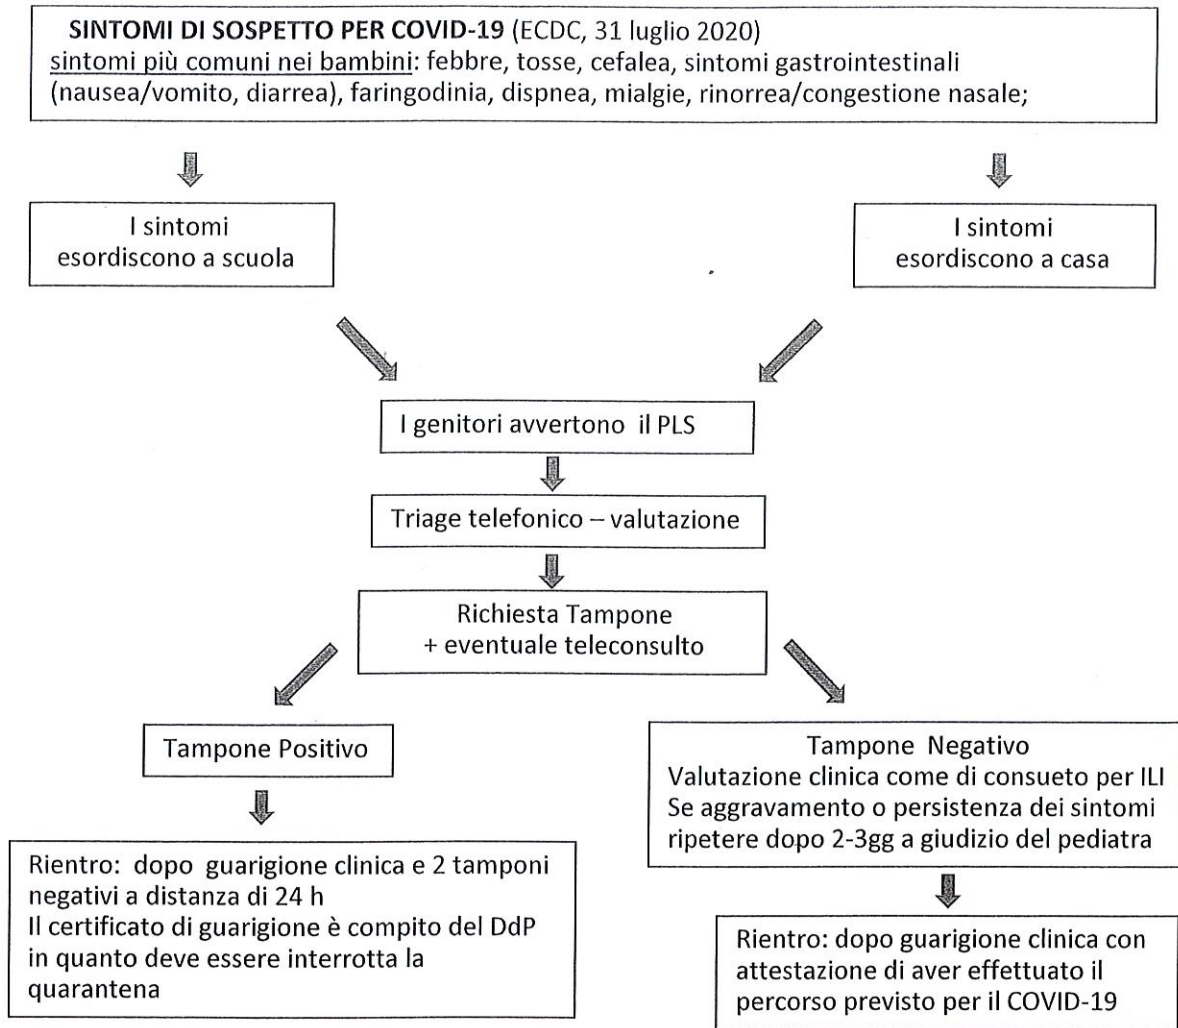 SINTOMI DI SOSPETTO PER COVID-19 (ECDC, 31 luglio 2020)
sintomi più comuni nei bambini: febbre, tosse, cefalea, sintomi gastrointestinali
(nausea/vomito, diarrea), faringodinia, dispnea, mialgie, rinorrea/congestione nasale;
I sintomi
esordiscono a scuola
I sintomi
esordiscono a casa
I genitori avvertono il PLS
Triage telefonico – valutazione
Richiesta Tampone
+ eventuale teleconsulto
Tampone Positivo
Rientro: dopo guarigione clinica e 2 tamponi
negativi a distanza di 24 h
Il certificato di guarigione è compito del DdP
in quanto deve essere interrotta la
quarantena
Tampone Negativo
Valutazione clinica come di consueto per ILI
Se aggravamento o persistenza dei sintomi
ripetere dopo 2-3gg a giudizio del pediatra
Rientro: dopo guarigione clinica con
attestazione di aver effettuato il
percorso previsto per il COVID-19